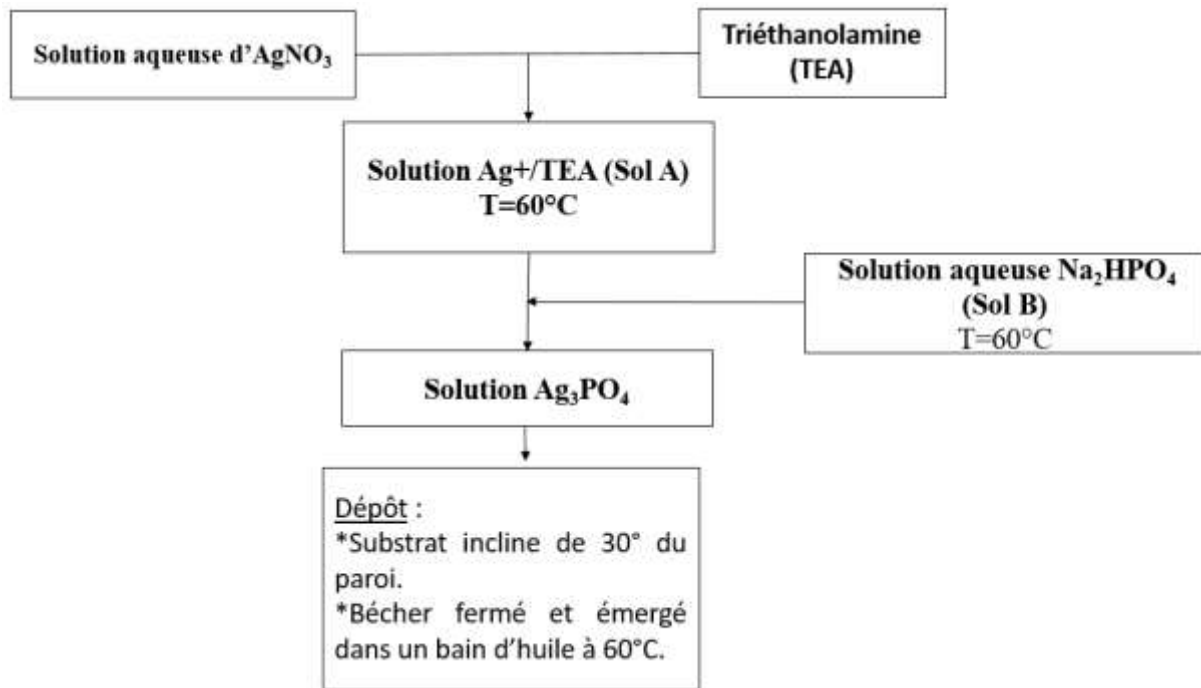 Solution aqueuse d’AgNO₃
Triéthanolamine
(TEA)
Solution Ag+/TEA (Sol A)
T=60°C
Solution aqueuse Na₂HPO₄
(Sol B)
T=60°C
Solution Ag₃PO₄
Dépôt :
*Substrat incline de 30° du
paroi.
*Bécher fermé et émergé
dans un bain d’huile à 60°C.